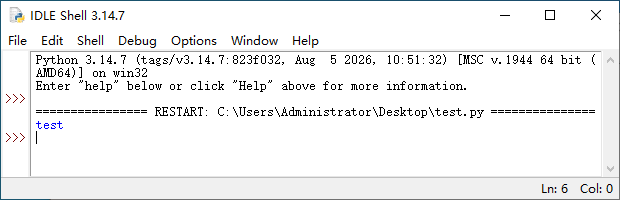 IDLE Shell 3.14.7
File Edit Shell Debug Options Window Help
Python 3.14.7 (tags/v3.14.7:823f032, Aug  5 2026, 10:51:32) [MSC v.1944 64 bit (
AMD64)] on win32
Enter "help" below or click "Help" above for more information.
>>>
================ RESTART: C:\Users\Administrator\Desktop\test.py ===============
test
>>>
Ln: 6 Col: 0